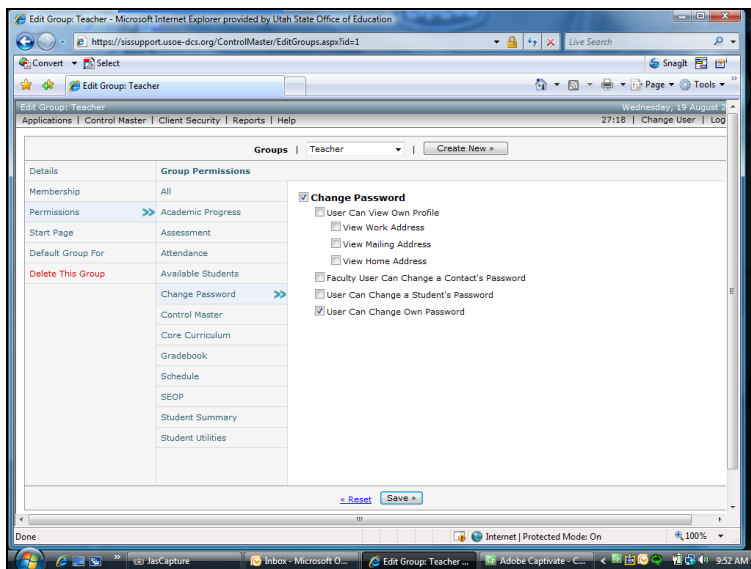 Edit Group: Teacher - Microsoft Internet Explorer provided by Utah State Office of Education
https://sissupport.usoe-dcs.org/ControlMaster/EditGroups.aspx?id=1
Live Search
Convert Select
SnagIt
Edit Group: Teacher
Page Tools
Edit Group: Teacher Wednesday, 19 August 2
Applications | Control Master | Client Security | Reports | Help 27:18 | Change User | Log
Groups | Teacher | Create New »
Details
Membership
Permissions »
Start Page
Default Group For
Delete This Group
Group Permissions
All
Academic Progress
Assessment
Attendance
Available Students
Change Password »
Control Master
Core Curriculum
Gradebook
Schedule
SEOP
Student Summary
Student Utilities
Change Password
User Can View Own Profile
View Work Address
View Mailing Address
View Home Address
Faculty User Can Change a Contact's Password
User Can Change a Student's Password
User Can Change Own Password
« Reset Save »
Done Internet | Protected Mode: On 100%
JasCapture Inbox - Microsoft O... Edit Group: Teacher ... Adobe Captivate - C... 9:52 AM